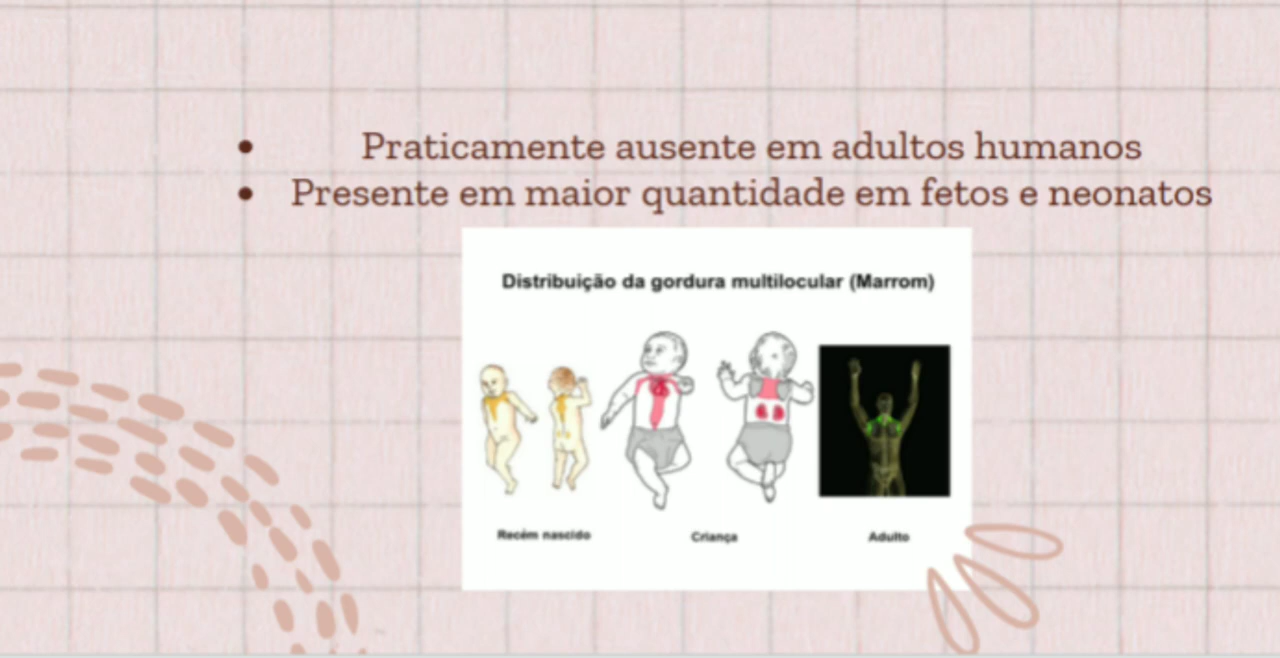 • Praticamente ausente em adultos humanos
• Presente em maior quantidade em fetos e neonatos
Distribuição da gordura multilocular (Marrom)
Recém nascido
Criança
Adulto